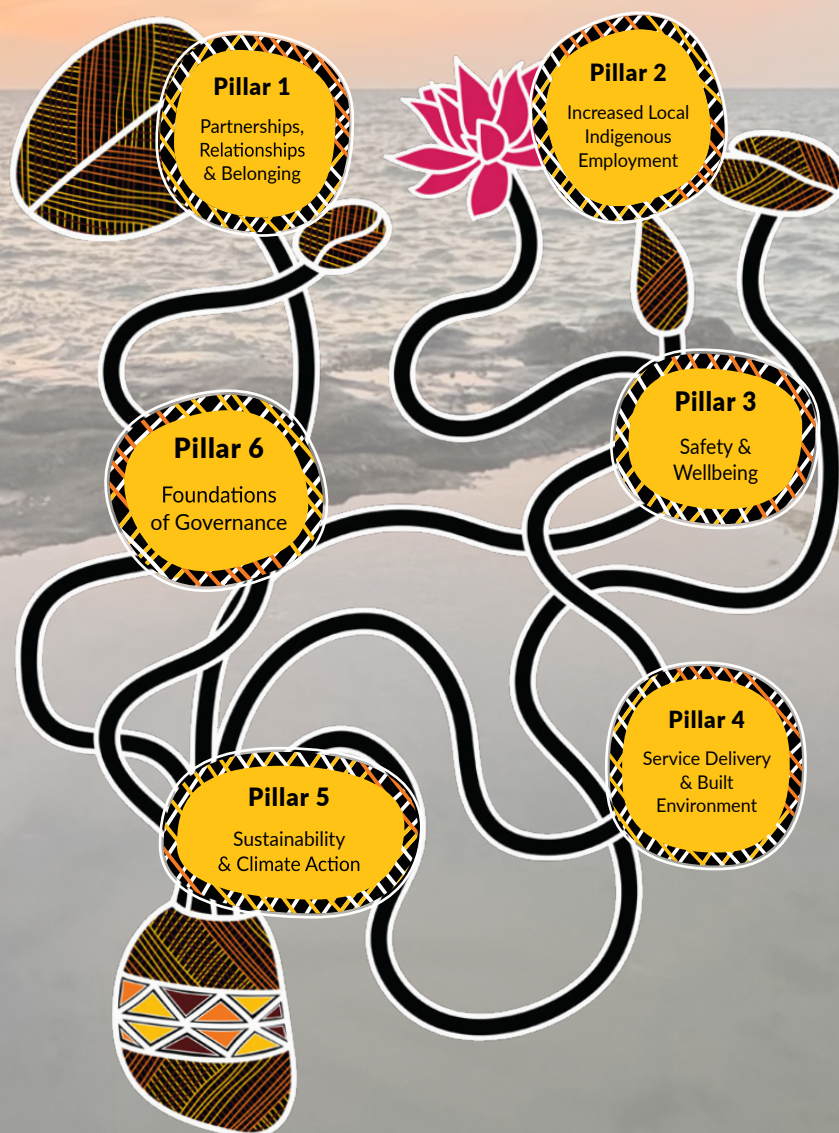 Pillar 1
Partnerships,
Relationships
& Belonging
Pillar 2
Increased Local
Indigenous
Employment
Pillar 3
Safety &
Wellbeing
Pillar 6
Foundations
of Governance
Pillar 4
Service Delivery
& Built
Environment
Pillar 5
Sustainability
& Climate Action